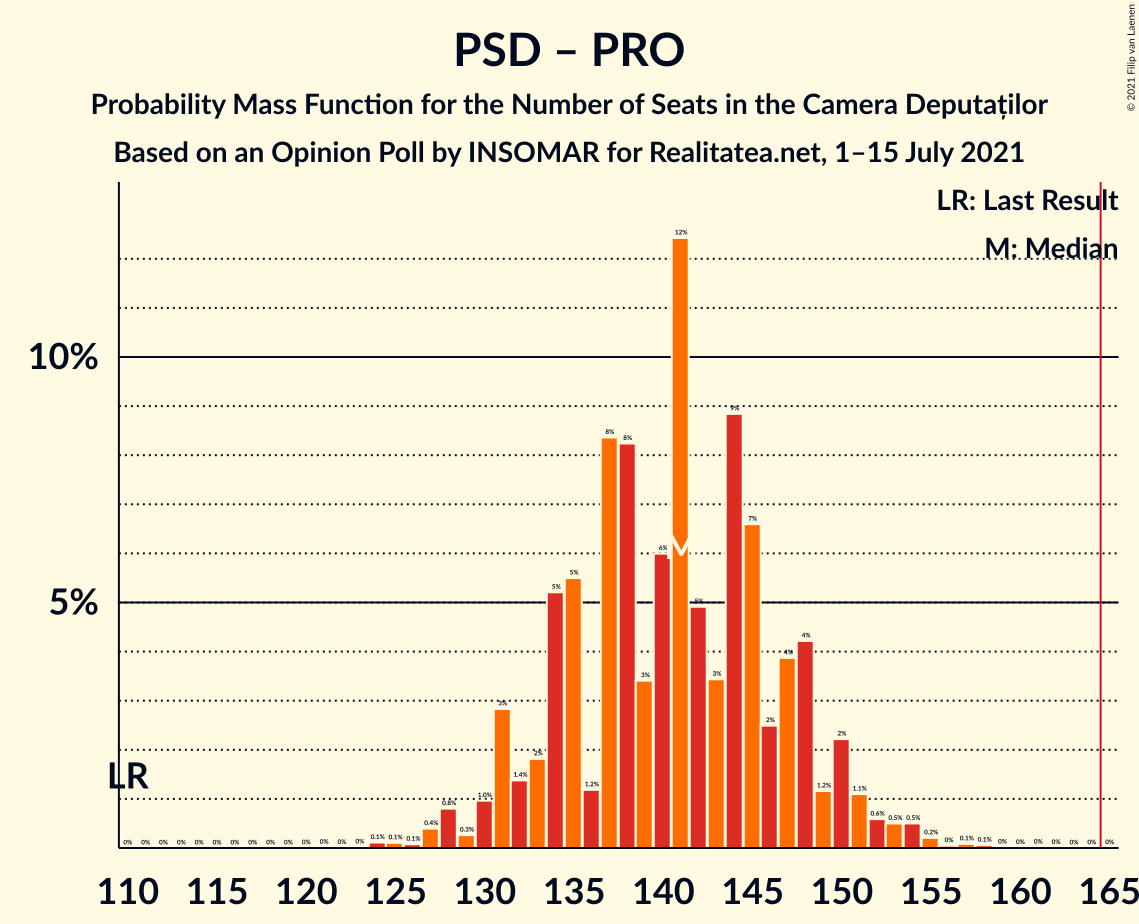 PSD – PRO
Probability Mass Function for the Number of Seats in the Camera Deputaților
Based on an Opinion Poll by INSOMAR for Realitatea.net, 1–15 July 2021
© 2021 Filip van Laenen
LR: Last Result
M: Median
10%
5%
LR
0% 0% 0% 0% 0% 0% 0% 0% 0% 0% 0% 0% 0% 0% 0.1% 0.1% 0.1% 0.4% 0.8% 0.3% 1.0% 3% 1.4% 2% 5% 5% 1.2% 8% 8% 3% 6% 12% 5% 3% 9% 7% 2% 4% 4% 1.2% 2% 1.1% 0.6% 0.5% 0.5% 0.2% 0% 0.1% 0.1% 0% 0% 0% 0% 0% 0% 0%
110 115 120 125 130 135 140 145 150 155 160 165